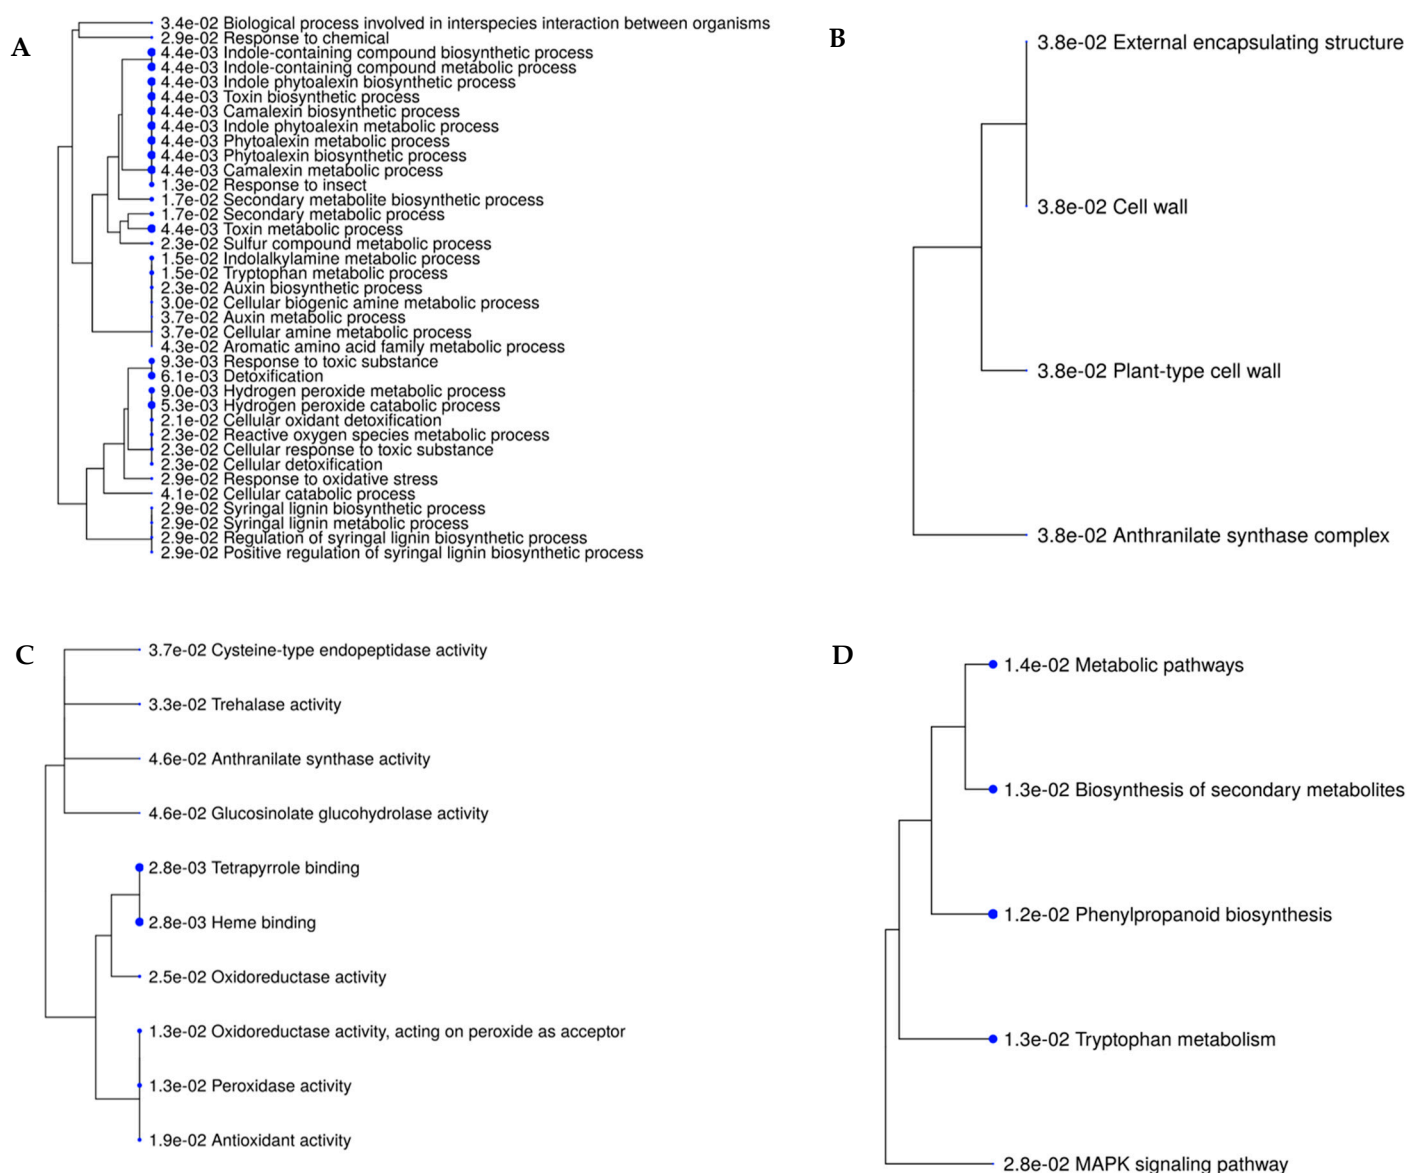 A
3.4e-02 Biological process involved in interspecies interaction between organisms
2.9e-02 Response to chemical
4.4e-03 Indole-containing compound biosynthetic process
4.4e-03 Indole-containing compound metabolic process
4.4e-03 Indole phytoalexin biosynthetic process
4.4e-03 Toxin biosynthetic process
4.4e-03 Camalexin biosynthetic process
4.4e-03 Indole phytoalexin metabolic process
4.4e-03 Phytoalexin metabolic process
4.4e-03 Phytoalexin biosynthetic process
4.4e-03 Camalexin metabolic process
1.3e-02 Response to insect
1.7e-02 Secondary metabolite biosynthetic process
1.7e-02 Secondary metabolic process
4.4e-03 Toxin metabolic process
2.3e-02 Sulfur compound metabolic process
1.5e-02 Indolalkylamine metabolic process
1.5e-02 Tryptophan metabolic process
2.3e-02 Auxin biosynthetic process
3.0e-02 Cellular biogenic amine metabolic process
3.7e-02 Auxin metabolic process
3.7e-02 Cellular amine metabolic process
4.3e-02 Aromatic amino acid family metabolic process
9.3e-03 Response to toxic substance
6.1e-03 Detoxification
9.0e-03 Hydrogen peroxide metabolic process
5.3e-03 Hydrogen peroxide catabolic process
2.1e-02 Cellular oxidant detoxification
2.3e-02 Reactive oxygen species metabolic process
2.3e-02 Cellular response to toxic substance
2.3e-02 Cellular detoxification
2.9e-02 Response to oxidative stress
4.1e-02 Cellular catabolic process
2.9e-02 Syringal lignin biosynthetic process
2.9e-02 Syringal lignin metabolic process
2.9e-02 Regulation of syringal lignin biosynthetic process
2.9e-02 Positive regulation of syringal lignin biosynthetic process
B
3.8e-02 External encapsulating structure
3.8e-02 Cell wall
3.8e-02 Plant-type cell wall
3.8e-02 Anthranilate synthase complex
C
3.7e-02 Cysteine-type endopeptidase activity
3.3e-02 Trehalase activity
4.6e-02 Anthranilate synthase activity
4.6e-02 Glucosinolate glucohydrolase activity
2.8e-03 Tetrapyrrole binding
2.8e-03 Heme binding
2.5e-02 Oxidoreductase activity
1.3e-02 Oxidoreductase activity, acting on peroxide as acceptor
1.3e-02 Peroxidase activity
1.9e-02 Antioxidant activity
D
1.4e-02 Metabolic pathways
1.3e-02 Biosynthesis of secondary metabolites
1.2e-02 Phenylpropanoid biosynthesis
1.3e-02 Tryptophan metabolism
2.8e-02 MAPK signaling pathway